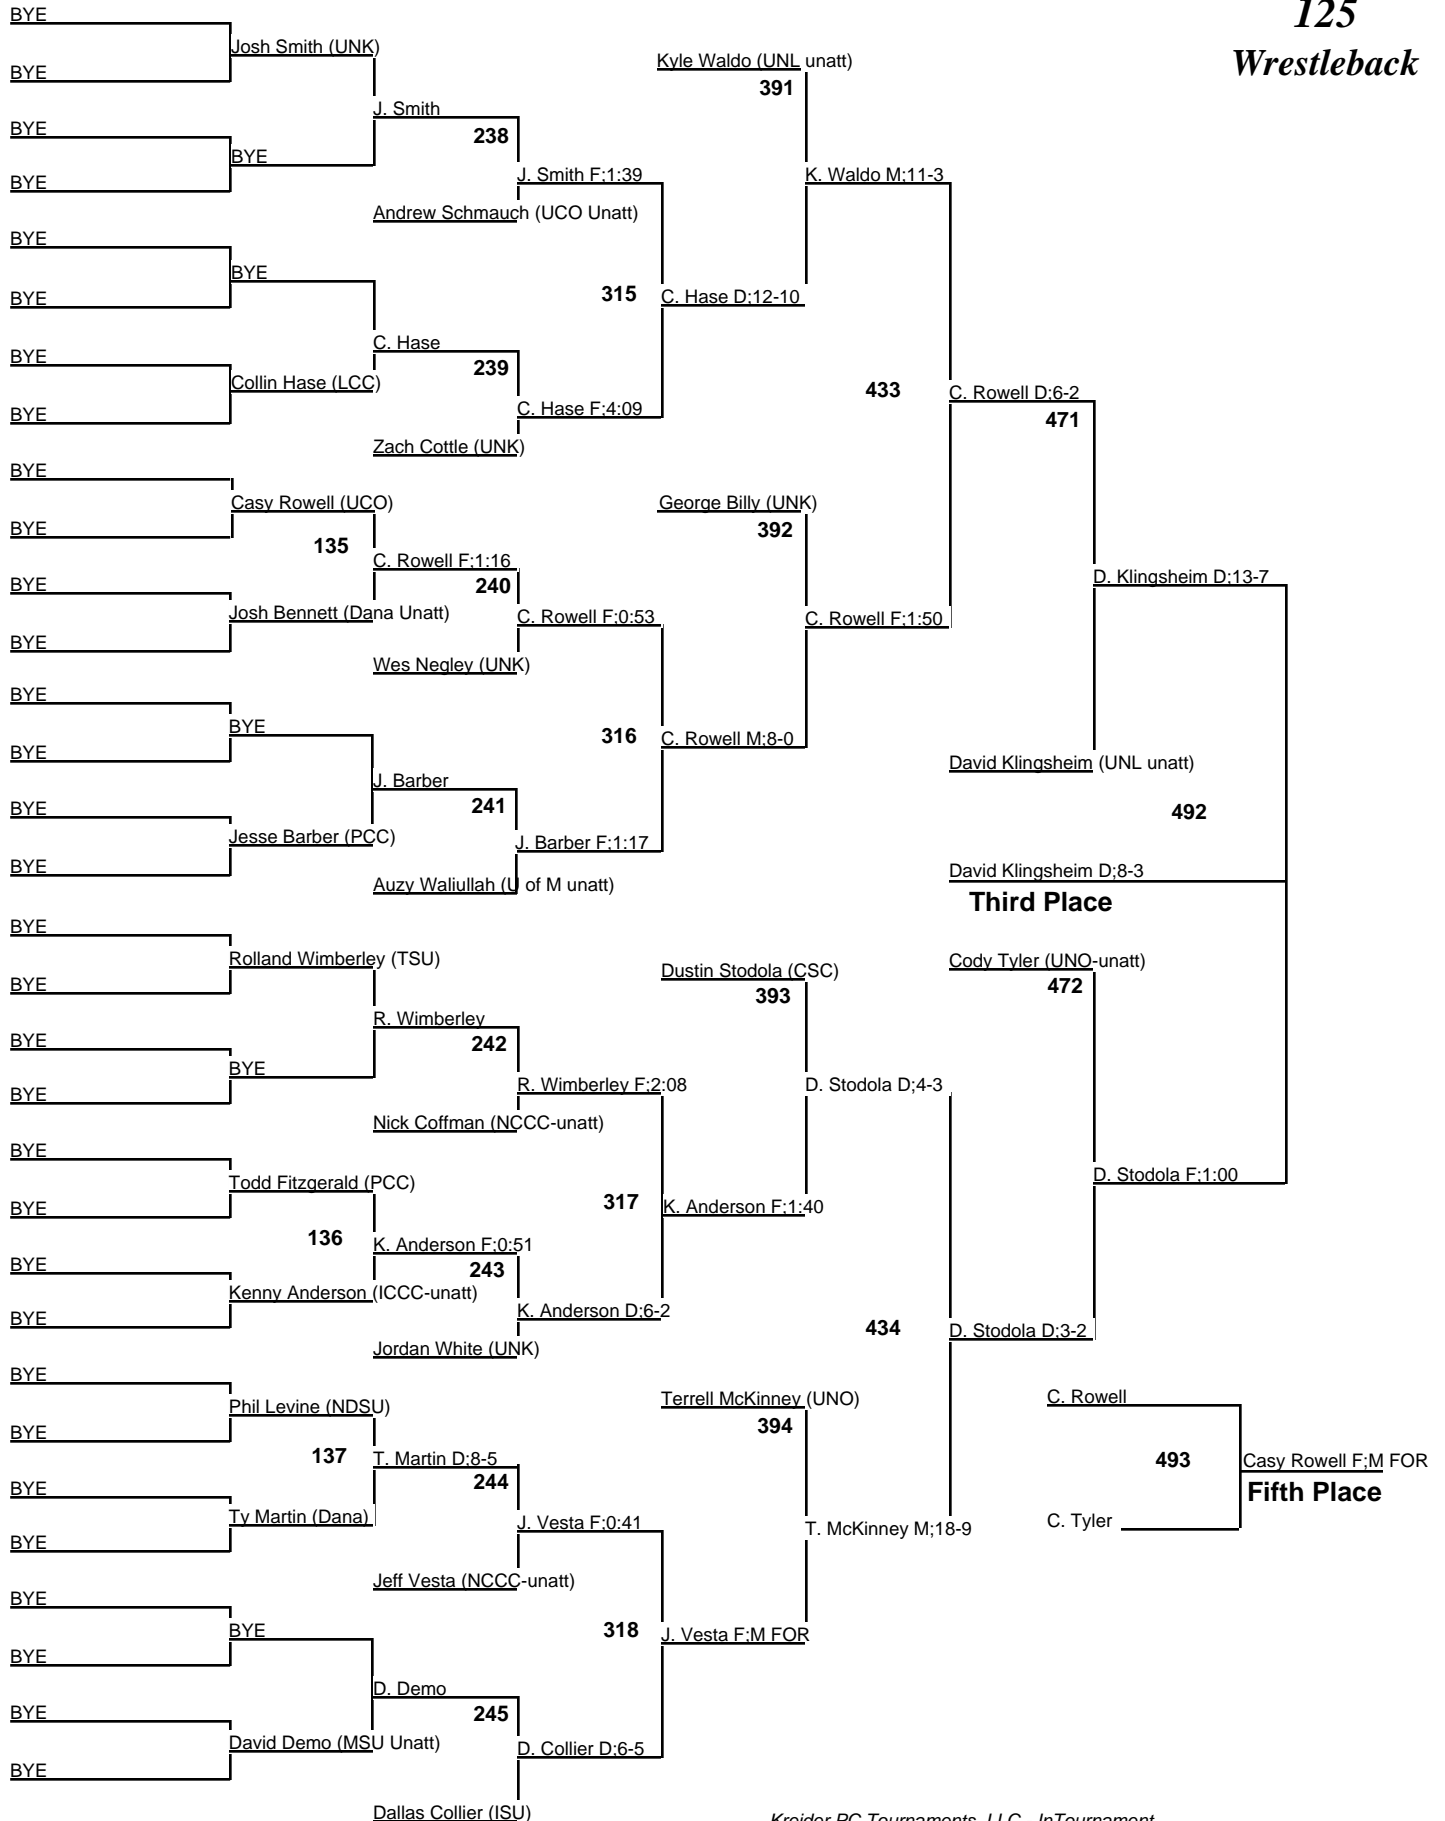 125
Wrestleback
BYE
Josh Smith (UNK)
Kyle Waldo (UNL unatt)
BYE
391
J. Smith
BYE
238
BYE
J. Smith F;1:39
K. Waldo M;11-3
BYE
Andrew Schmauch (UCO Unatt)
BYE
BYE
315
C. Hase D;12-10
BYE
C. Hase
BYE
239
Collin Hase (LCC)
433
C. Rowell D;6-2
BYE
C. Hase F;4:09
471
Zach Cottle (UNK)
BYE
Casy Rowell (UCO)
George Billy (UNK)
BYE
392
135
C. Rowell F;1:16
D. Klingsheim D;13-7
BYE
240
Josh Bennett (Dana Unatt)
C. Rowell F;0:53
C. Rowell F;1:50
BYE
Wes Negley (UNK)
BYE
BYE
316
C. Rowell M;8-0
BYE
David Klingsheim (UNL unatt)
J. Barber
BYE
241
492
Jesse Barber (PCC)
J. Barber F;1:17
BYE
David Klingsheim D;8-3
Auzy Waliullah (U of M unatt)
Third Place
BYE
Rolland Wimberley (TSU)
Dustin Stodola (CSC)
Cody Tyler (UNO-unatt)
BYE
393
472
R. Wimberley
BYE
242
BYE
R. Wimberley F;2:08
D. Stodola D;4-3
BYE
Nick Coffman (NCCC-unatt)
BYE
Todd Fitzgerald (PCC)
D. Stodola F;1:00
BYE
317
K. Anderson F;1:40
136
K. Anderson F;0:51
BYE
243
Kenny Anderson (ICCC-unatt)
K. Anderson D;6-2
BYE
434
D. Stodola D;3-2
Jordan White (UNK)
BYE
Phil Levine (NDSU)
Terrell McKinney (UNO)
C. Rowell
BYE
394
137
T. Martin D;8-5
493
Casy Rowell F;M FOR
BYE
244
Fifth Place
Ty Martin (Dana)
J. Vesta F;0:41
T. McKinney M;18-9
C. Tyler
BYE
Jeff Vesta (NCCC-unatt)
BYE
BYE
318
J. Vesta F;M FOR
BYE
D. Demo
BYE
245
David Demo (MSU Unatt)
D. Collier D;6-5
BYE
Dallas Collier (ISU)
Kreider PC Tournaments, LLC - InTournament